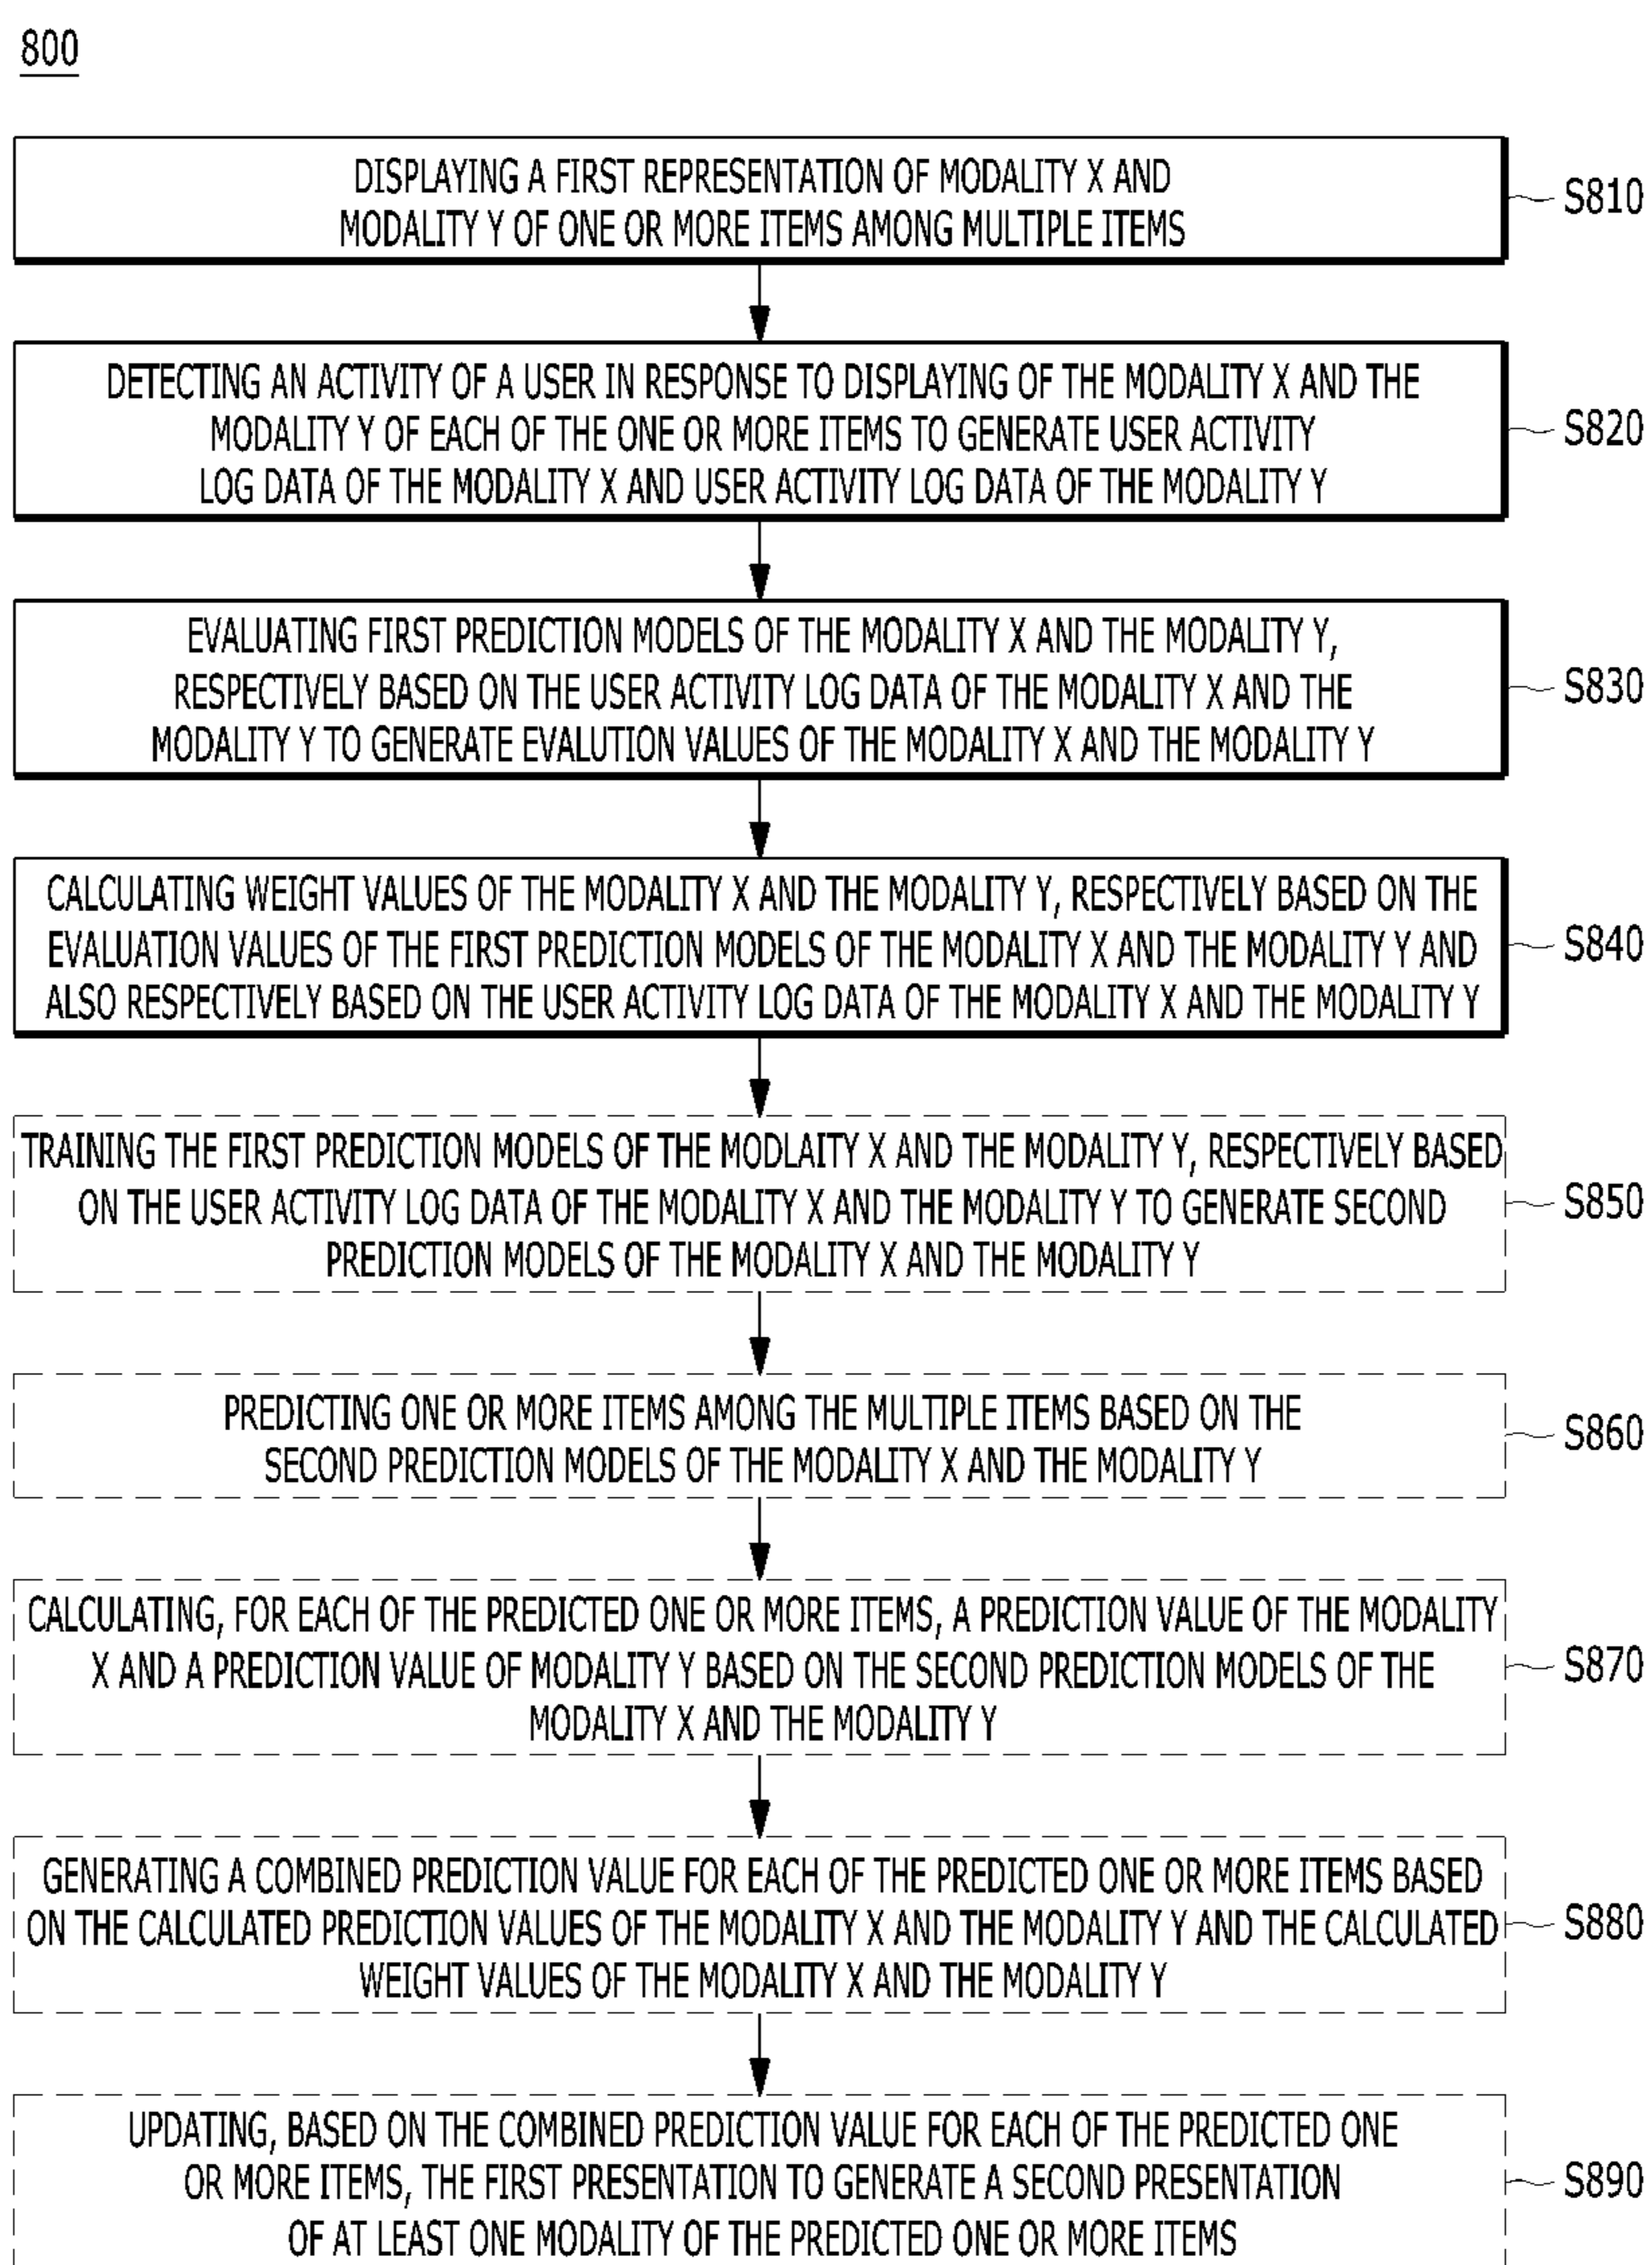 800
DISPLAYING A FIRST REPRESENTATION OF MODALITY X AND
MODALITY Y OF ONE OR MORE ITEMS AMONG MULTIPLE ITEMS
S810
DETECTING AN ACTIVITY OF A USER IN RESPONSE TO DISPLAYING OF THE MODALITY X AND THE
MODALITY Y OF EACH OF THE ONE OR MORE ITEMS TO GENERATE USER ACTIVITY
LOG DATA OF THE MODALITY X AND USER ACTIVITY LOG DATA OF THE MODALITY Y
S820
EVALUATING FIRST PREDICTION MODELS OF THE MODALITY X AND THE MODALITY Y,
RESPECTIVELY BASED ON THE USER ACTIVITY LOG DATA OF THE MODALITY X AND THE
MODALITY Y TO GENERATE EVALUTION VALUES OF THE MODALITY X AND THE MODALITY Y
S830
CALCULATING WEIGHT VALUES OF THE MODALITY X AND THE MODALITY Y, RESPECTIVELY BASED ON THE
EVALUATION VALUES OF THE FIRST PREDICTION MODELS OF THE MODALITY X AND THE MODALITY Y AND
ALSO RESPECTIVELY BASED ON THE USER ACTIVITY LOG DATA OF THE MODALITY X AND THE MODALITY Y
S840
TRAINING THE FIRST PREDICTION MODELS OF THE MODLAITY X AND THE MODALITY Y, RESPECTIVELY BASED
ON THE USER ACTIVITY LOG DATA OF THE MODALITY X AND THE MODALITY Y TO GENERATE SECOND
PREDICTION MODELS OF THE MODALITY X AND THE MODALITY Y
S850
PREDICTING ONE OR MORE ITEMS AMONG THE MULTIPLE ITEMS BASED ON THE
SECOND PREDICTION MODELS OF THE MODALITY X AND THE MODALITY Y
S860
CALCULATING, FOR EACH OF THE PREDICTED ONE OR MORE ITEMS, A PREDICTION VALUE OF THE MODALITY
X AND A PREDICTION VALUE OF MODALITY Y BASED ON THE SECOND PREDICTION MODELS OF THE
MODALITY X AND THE MODALITY Y
S870
GENERATING A COMBINED PREDICTION VALUE FOR EACH OF THE PREDICTED ONE OR MORE ITEMS BASED
ON THE CALCULATED PREDICTION VALUES OF THE MODALITY X AND THE MODALITY Y AND THE CALCULATED
WEIGHT VALUES OF THE MODALITY X AND THE MODALITY Y
S880
UPDATING, BASED ON THE COMBINED PREDICTION VALUE FOR EACH OF THE PREDICTED ONE
OR MORE ITEMS, THE FIRST PRESENTATION TO GENERATE A SECOND PRESENTATION
OF AT LEAST ONE MODALITY OF THE PREDICTED ONE OR MORE ITEMS
S890